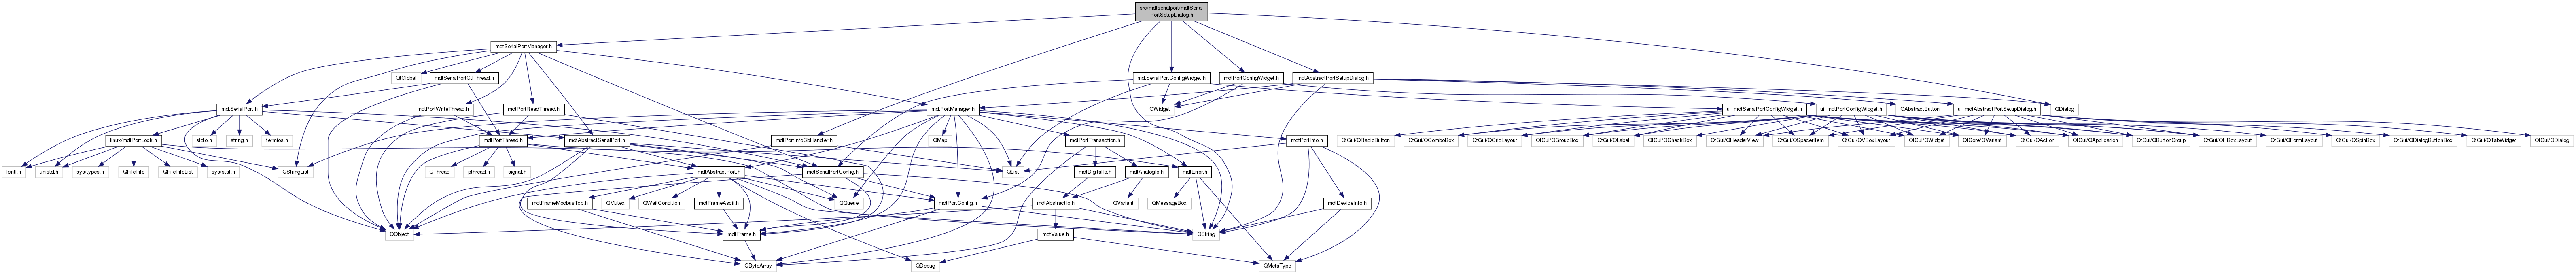 src/mdtserialport/mdtSerial
PortSetupDialog.h
mdtSerialPortManager.h
QtGlobal
mdtSerialPortCtlThread.h
mdtSerialPortConfigWidget.h
mdtPortConfigWidget.h
mdtAbstractPortSetupDialog.h
mdtSerialPort.h
mdtPortWriteThread.h
mdtPortReadThread.h
mdtPortManager.h
QWidget
ui_mdtSerialPortConfigWidget.h
ui_mdtPortConfigWidget.h
QAbstractButton
ui_mdtAbstractPortSetupDialog.h
QDialog
linux/mdtPortLock.h
stdio.h
string.h
termios.h
mdtPortThread.h
mdtAbstractSerialPort.h
mdtPortInfoCbHandler.h
QMap
mdtPortTransaction.h
mdtPortInfo.h
QtGui/QRadioButton
QtGui/QComboBox
QtGui/QGridLayout
QtGui/QGroupBox
QtGui/QLabel
QtGui/QCheckBox
QtGui/QHeaderView
QtGui/QSpacerItem
QtGui/QVBoxLayout
QtGui/QWidget
QtCore/QVariant
QtGui/QAction
QtGui/QApplication
QtGui/QButtonGroup
QtGui/QHBoxLayout
QtGui/QFormLayout
QtGui/QSpinBox
QtGui/QDialogButtonBox
QtGui/QTabWidget
QtGui/QDialog
fcntl.h
unistd.h
sys/types.h
QFileInfo
QFileInfoList
sys/stat.h
QStringList
QThread
pthread.h
signal.h
mdtAbstractPort.h
mdtSerialPortConfig.h
QList
mdtDigitalIo.h
mdtAnalogIo.h
mdtError.h
mdtFrameModbusTcp.h
QMutex
QWaitCondition
mdtFrameAscii.h
QQueue
mdtPortConfig.h
mdtAbstractIo.h
QVariant
QMessageBox
mdtDeviceInfo.h
QObject
mdtFrame.h
mdtValue.h
QString
QByteArray
QDebug
QMetaType